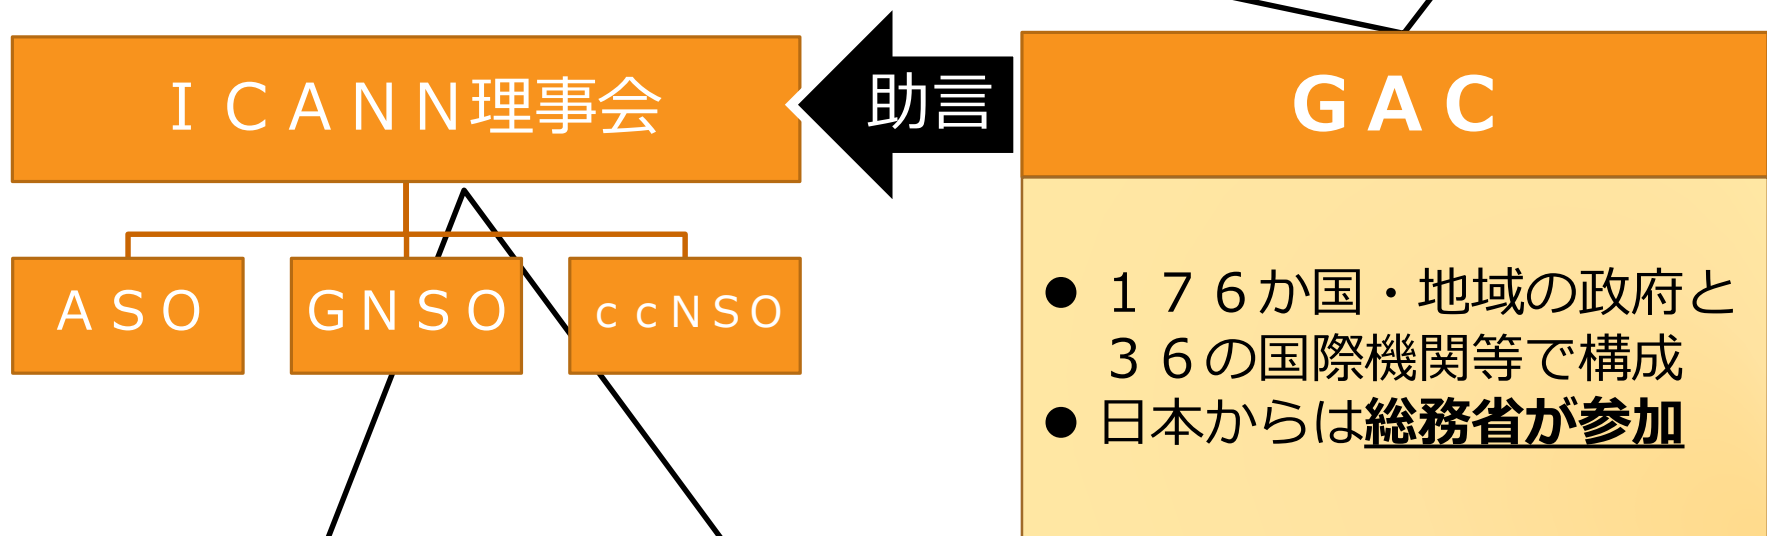 ＩＣＡＮＮ理事会
助言
ＧＡＣ
ＡＳＯ
ＧＮＳＯ
ｃｃＮＳＯ
● １７６か国・地域の政府と
３６の国際機関等で構成
● 日本からは総務省が参加